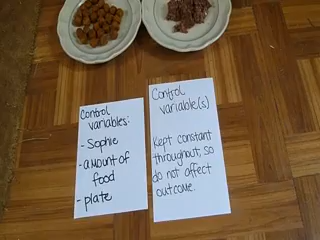 Control
variables:
- Sophie
- amount of
food
- plate
Control
variable(s)
Kept constant
throughout, so
do not affect
outcome.